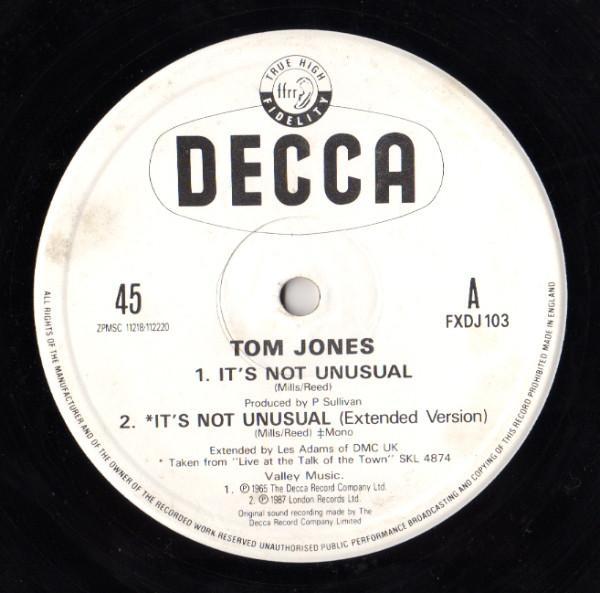 TRUE HIGH
ffrr
FIDELITY
DECCA
45
ZPMSC 11218·112220
A
FXDJ 103
TOM JONES
1. IT'S NOT UNUSUAL
(Mills/Reed)
Produced by P Sullivan
2. *IT'S NOT UNUSUAL (Extended Version)
(Mills/Reed) ‡Mono
Extended by Les Adams of DMC UK
* Taken from "Live at the Talk of the Town" SKL 4874
Valley Music.
1. ℗ 1965 The Decca Record Company Ltd.
2. ℗ 1987 London Records Ltd.
Original sound recording made by The
Decca Record Company Limited
ALL RIGHTS OF THE MANUFACTURER AND OF THE OWNER OF THE RECORDED WORK RESERVED UNAUTHORISED PUBLIC PERFORMANCE BROADCASTING AND COPYING OF THIS RECORD PROHIBITED MADE IN ENGLAND